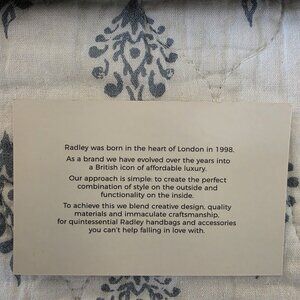 Radley was born in the heart of London in 1998.
As a brand we have evolved over the years into
a British icon of affordable luxury.
Our approach is simple: to create the perfect
combination of style on the outside and
functionality on the inside.
To achieve this we blend creative design, quality
materials and immaculate craftsmanship,
for quintessential Radley handbags and accessories
you can't help falling in love with.